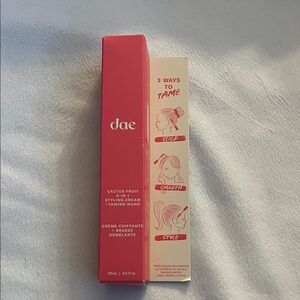 dae
CACTUS FRUIT
3-IN-1
STYLING CREAM
+ TAMING WAND
CRÈME COIFFANTE
+ BROSSE
DÉMÊLANTE
3 WAYS
TO
TAME
SLICK
SMOOTH
STYLE